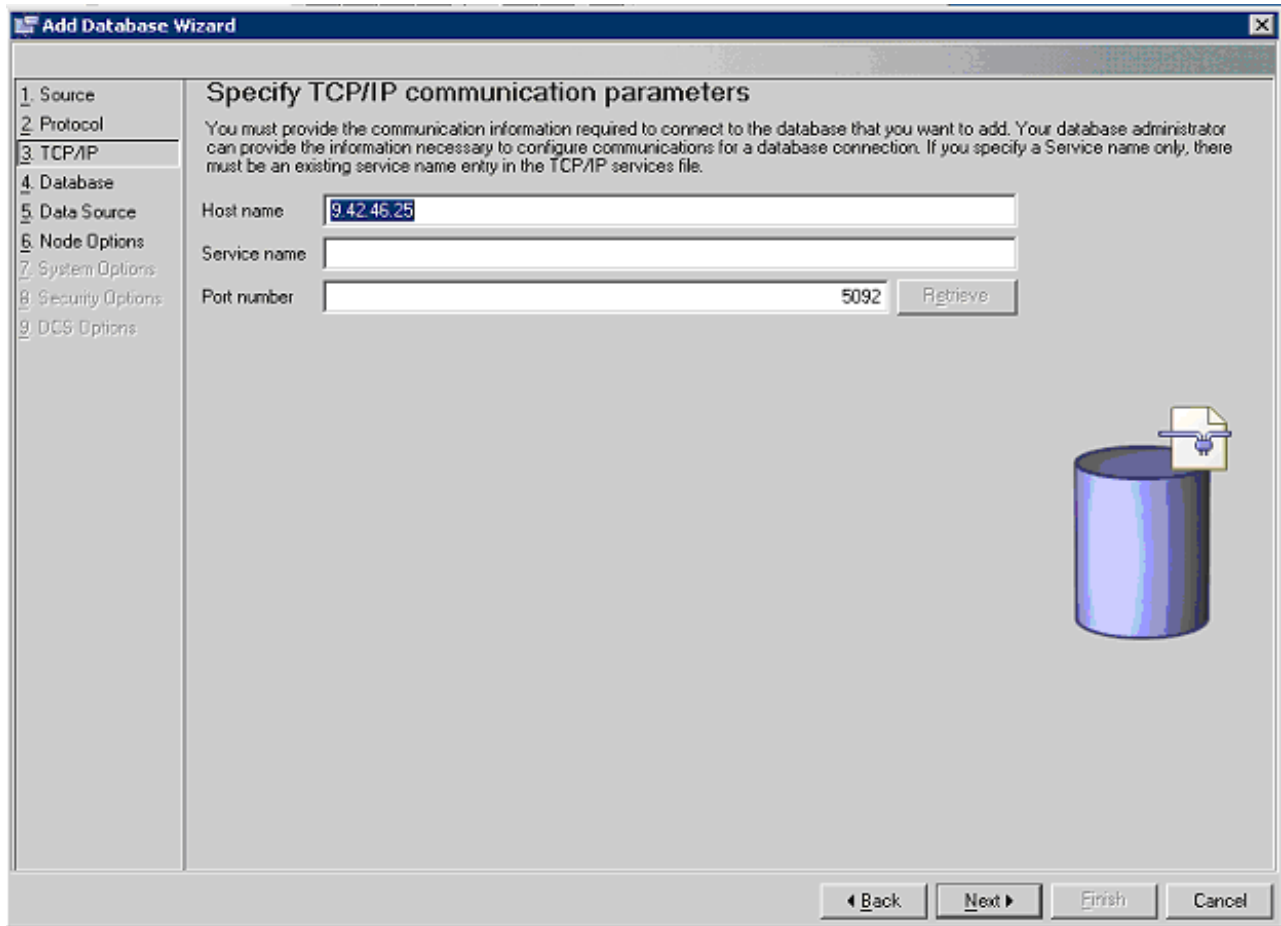 Add Database Wizard
1. Source
2. Protocol
3. TCP/IP
4. Database
5. Data Source
6. Node Options
7. System Options
8. Security Options
9. DCS Options
Specify TCP/IP communication parameters
You must provide the communication information required to connect to the database that you want to add. Your database administrator
can provide the information necessary to configure communications for a database connection. If you specify a Service name only, there
must be an existing service name entry in the TCP/IP services file.
Host name 9.42.46.25
Service name
Port number 5092 Retrieve
Back Next Finish Cancel